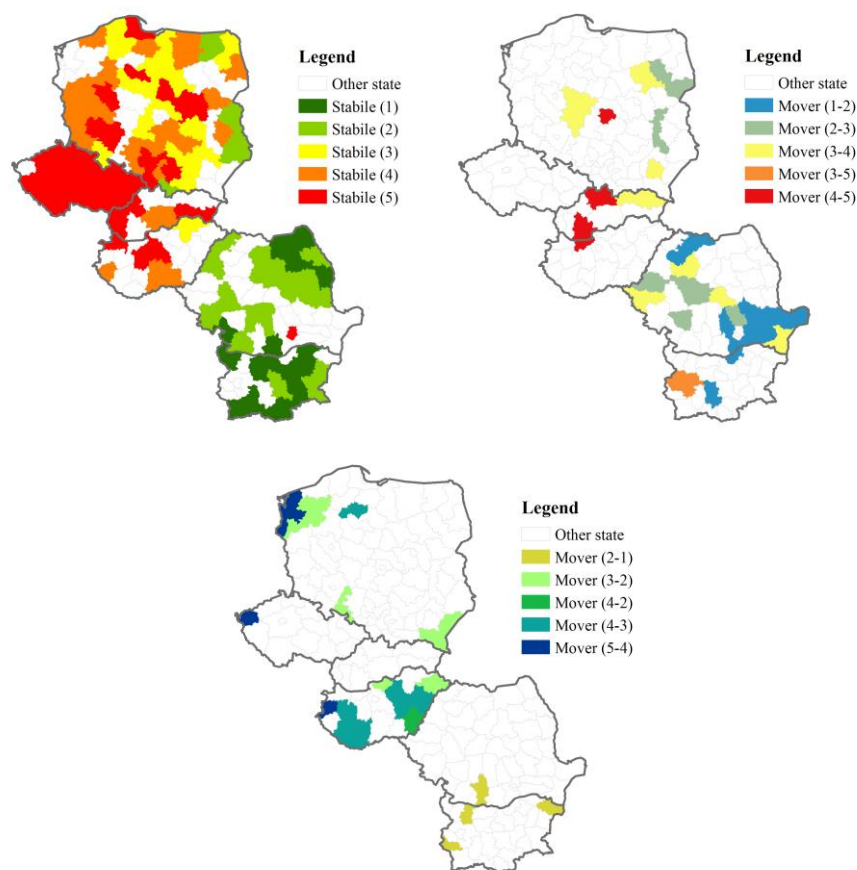 Legend
Other state
Stabile (1)
Stabile (2)
Stabile (3)
Stabile (4)
Stabile (5)
Legend
Other state
Mover (1-2)
Mover (2-3)
Mover (3-4)
Mover (3-5)
Mover (4-5)
Legend
Other state
Mover (2-1)
Mover (3-2)
Mover (4-2)
Mover (4-3)
Mover (5-4)